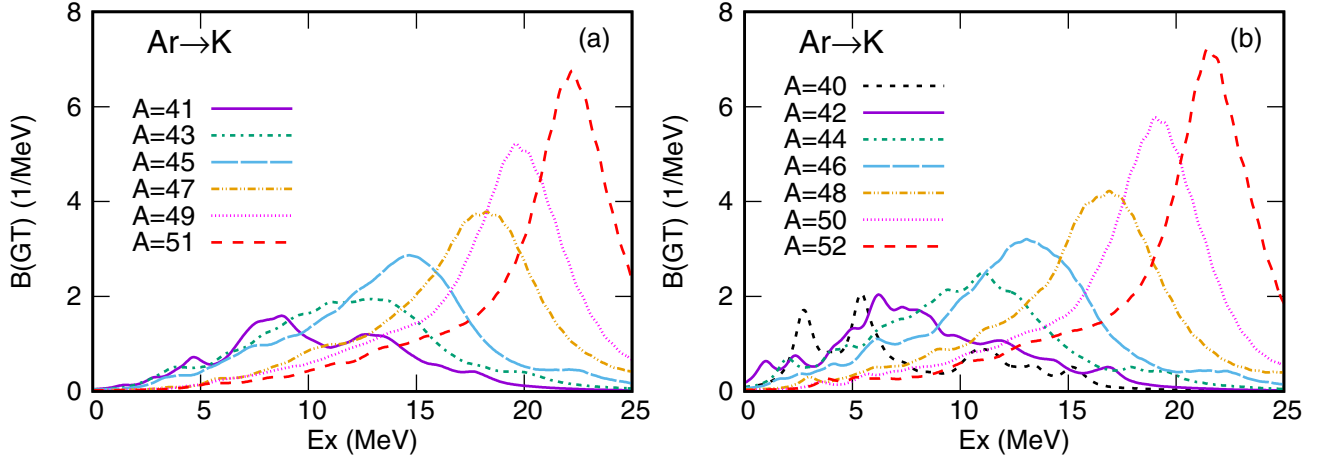 Ar→K
(a)
A=41
A=43
A=45
A=47
A=49
A=51
B(GT) (1/MeV)
0
2
4
6
8
0
5
10
15
20
25
Ex (MeV)
Ar→K
(b)
A=40
A=42
A=44
A=46
A=48
A=50
A=52
B(GT) (1/MeV)
0
2
4
6
8
0
5
10
15
20
25
Ex (MeV)